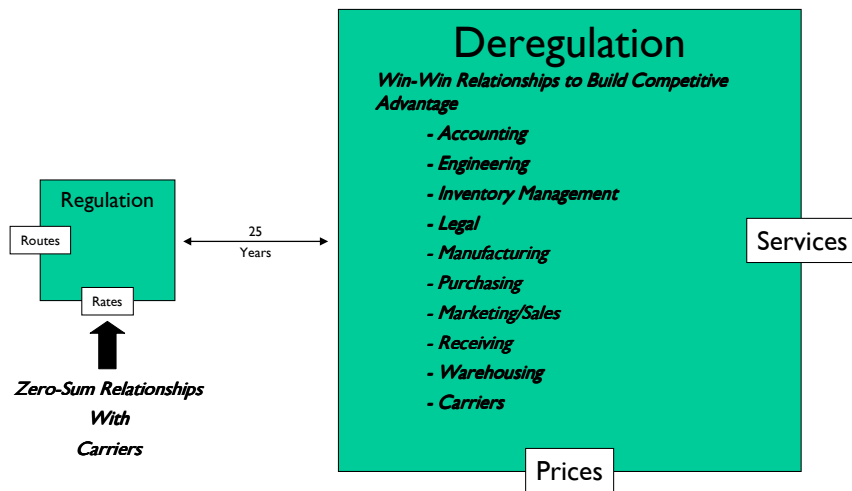 Regulation
Routes
Rates
Zero-Sum Relationships
With
Carriers
25
Years
Deregulation
Win-Win Relationships to Build Competitive
Advantage
- Accounting
- Engineering
- Inventory Management
- Legal
- Manufacturing
- Purchasing
- Marketing/Sales
- Receiving
- Warehousing
- Carriers
Services
Prices